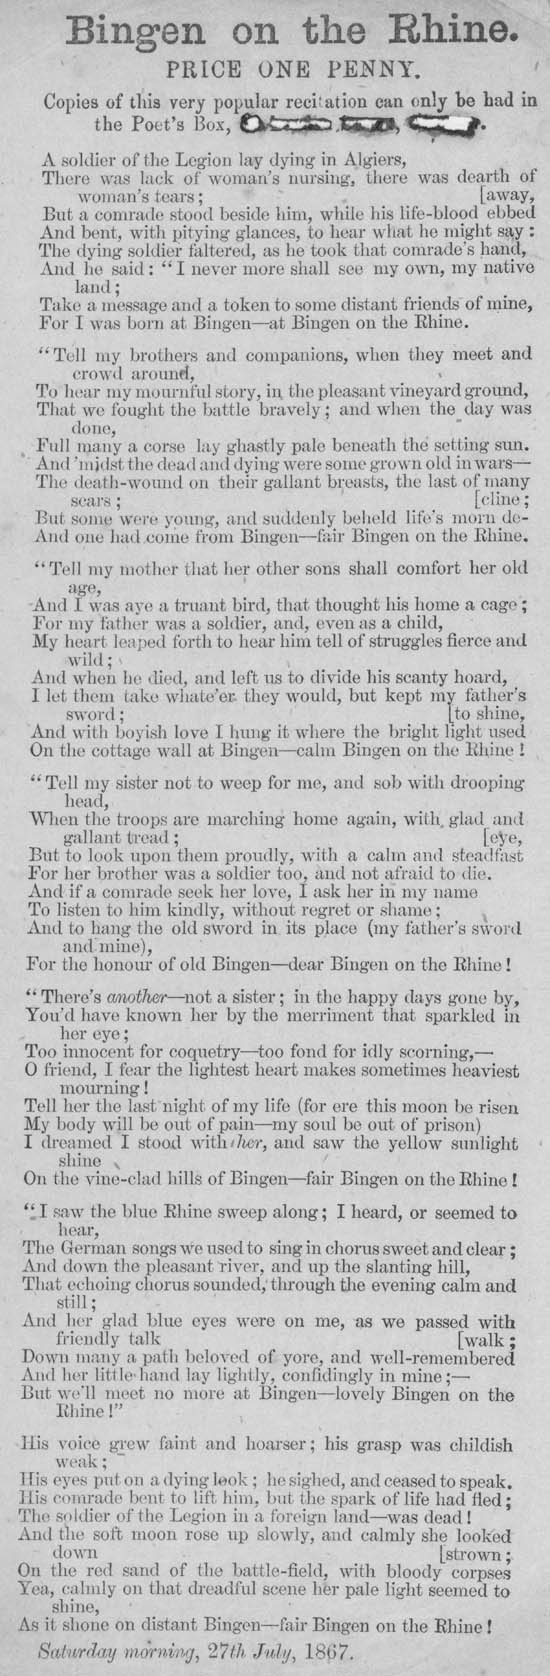 Bingen on the Rhine.
PRICE ONE PENNY.
Copies of this very popular recitation can only be had in
the Poet's Box,
A soldier of the Legion lay dying in Algiers,
There was lack of woman's nursing, there was dearth of
woman's tears; [away,
But a comrade stood beside him, while his life-blood ebbed
And bent, with pitying glances, to hear what he might say:
The dying soldier faltered, as he took that comrade's hand,
And he said: "I never more shall see my own, my native
land;
Take a message and a token to some distant friends of mine,
For I was born at Bingen—at Bingen on the Rhine.
"Tell my brothers and companions, when they meet and
crowd around,
To hear my mournful story, in the pleasant vineyard ground,
That we fought the battle bravely; and when the day was
done,
Full many a corse lay ghastly pale beneath the setting sun.
And 'midst the dead and dying were some grown old in wars—
The death-wound on their gallant breasts, the last of many
scars; [cline;
But some were young, and suddenly beheld life's morn de-
And one had come from Bingen—fair Bingen on the Rhine.
"Tell my mother that her other sons shall comfort her old
age,
And I was aye a truant bird, that thought his home a cage;
For my father was a soldier, and, even as a child,
My heart leaped forth to hear him tell of struggles fierce and
wild;
And when he died, and left us to divide his scanty hoard,
I let them take whate'er they would, but kept my father's
sword; [to shine,
And with boyish love I hung it where the bright light used
On the cottage wall at Bingen—calm Bingen on the Rhine!
"Tell my sister not to weep for me, and sob with drooping
head,
When the troops are marching home again, with glad and
gallant tread; [eye,
But to look upon them proudly, with a calm and steadfast
For her brother was a soldier too, and not afraid to die.
And if a comrade seek her love, I ask her in my name
To listen to him kindly, without regret or shame;
And to hang the old sword in its place (my father's sword
and mine),
For the honour of old Bingen—dear Bingen on the Rhine!
"There's another—not a sister; in the happy days gone by,
You'd have known her by the merriment that sparkled in
her eye;
Too innocent for coquetry—too fond for idly scorning,—
O friend, I fear the lightest heart makes sometimes heaviest
mourning!
Tell her the last night of my life (for ere this moon be risen
My body will be out of pain—my soul be out of prison)
I dreamed I stood with her, and saw the yellow sunlight
shine
On the vine-clad hills of Bingen—fair Bingen on the Rhine!
"I saw the blue Rhine sweep along; I heard, or seemed to
hear,
The German songs we used to sing in chorus sweet and clear;
And down the pleasant river, and up the slanting hill,
That echoing chorus sounded, through the evening calm and
still;
And her glad blue eyes were on me, as we passed with
friendly talk [walk;
Down many a path beloved of yore, and well-remembered
And her little hand lay lightly, confidingly in mine;—
But we'll meet no more at Bingen—lovely Bingen on the
Rhine!"
His voice grew faint and hoarser; his grasp was childish
weak;
His eyes put on a dying look; he sighed, and ceased to speak.
His comrade bent to lift him, but the spark of life had fled;
The soldier of the Legion in a foreign land—was dead!
And the soft moon rose up slowly, and calmly she looked
down [strown;
On the red sand of the battle-field, with bloody corpses
Yea, calmly on that dreadful scene her pale light seemed to
shine,
As it shone on distant Bingen—fair Bingen on the Rhine!
Saturday morning, 27th July, 1867.